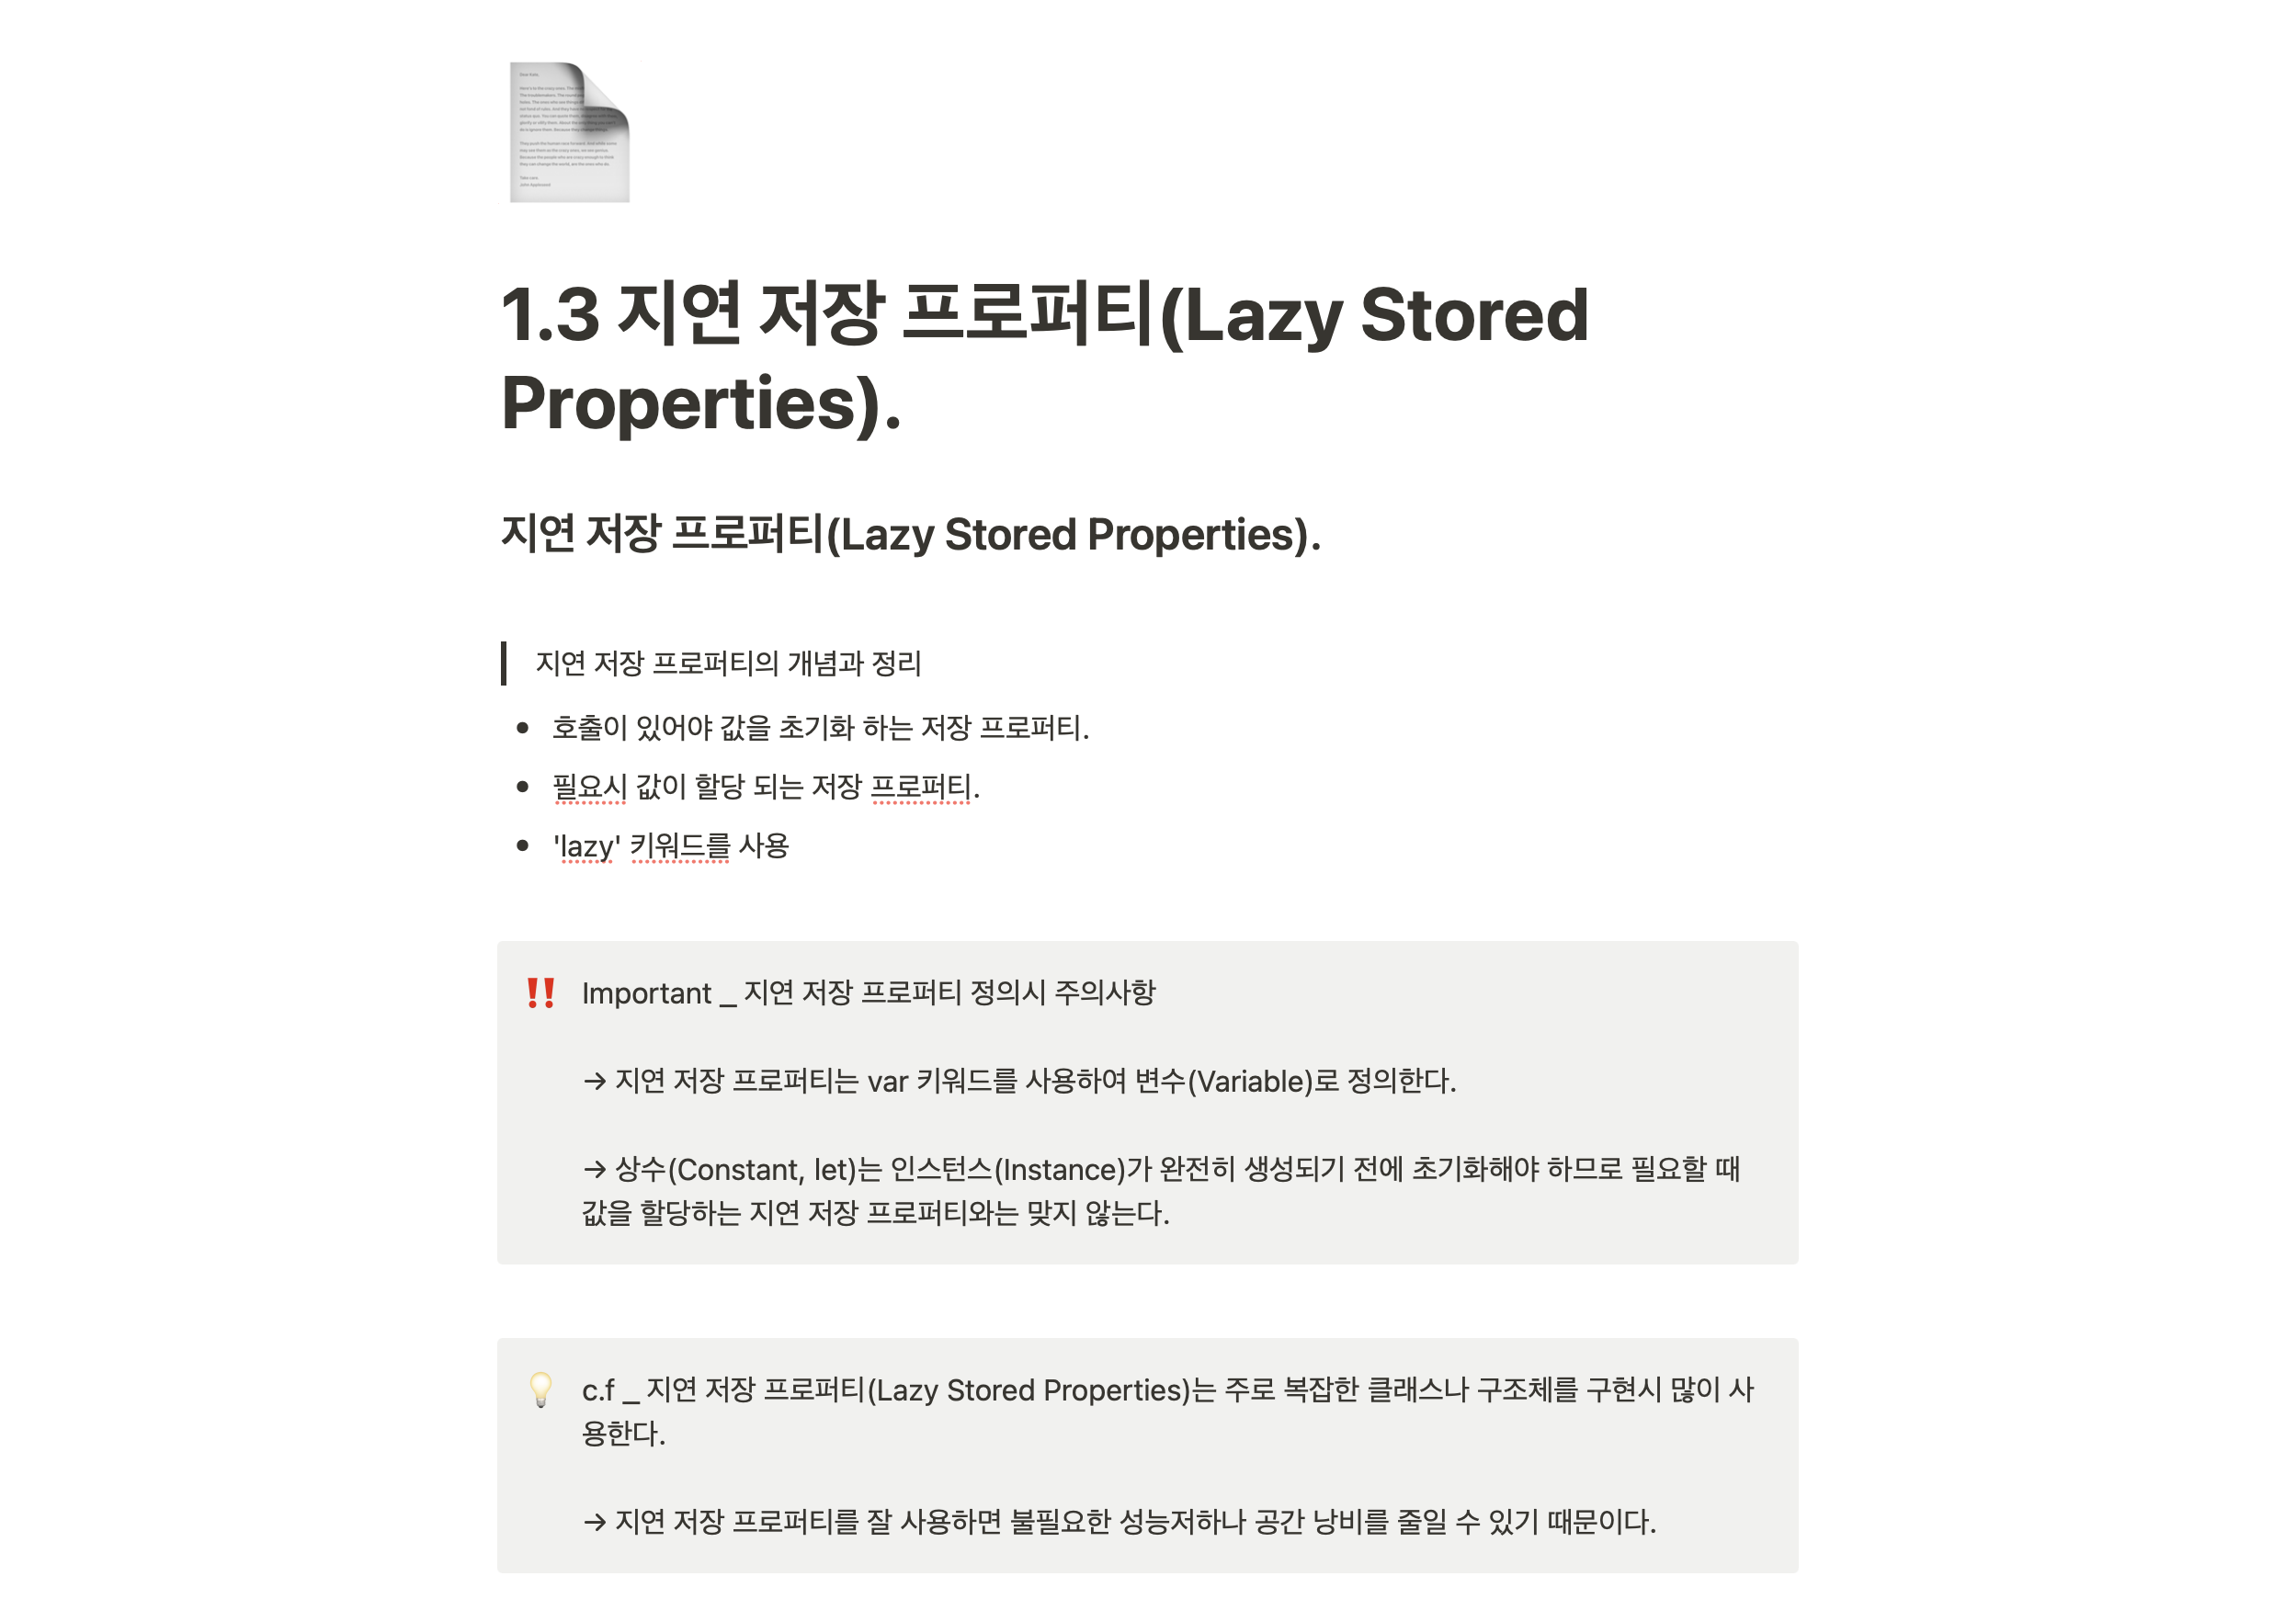 1.3 지연 저장 프로퍼티(Lazy Stored
Properties).
지연 저장 프로퍼티(Lazy Stored Properties).
지연 저장 프로퍼티의 개념과 정리
• 호출이 있어야 값을 초기화 하는 저장 프로퍼티.
• 필요시 값이 할당 되는 저장 프로퍼티.
• 'lazy' 키워드를 사용
‼️ Important _ 지연 저장 프로퍼티 정의시 주의사항
→ 지연 저장 프로퍼티는 var 키워드를 사용하여 변수(Variable)로 정의한다.
→ 상수(Constant, let)는 인스턴스(Instance)가 완전히 생성되기 전에 초기화해야 하므로 필요할 때
값을 할당하는 지연 저장 프로퍼티와는 맞지 않는다.
💡 c.f _ 지연 저장 프로퍼티(Lazy Stored Properties)는 주로 복잡한 클래스나 구조체를 구현시 많이 사
용한다.
→ 지연 저장 프로퍼티를 잘 사용하면 불필요한 성능저하나 공간 낭비를 줄일 수 있기 때문이다.